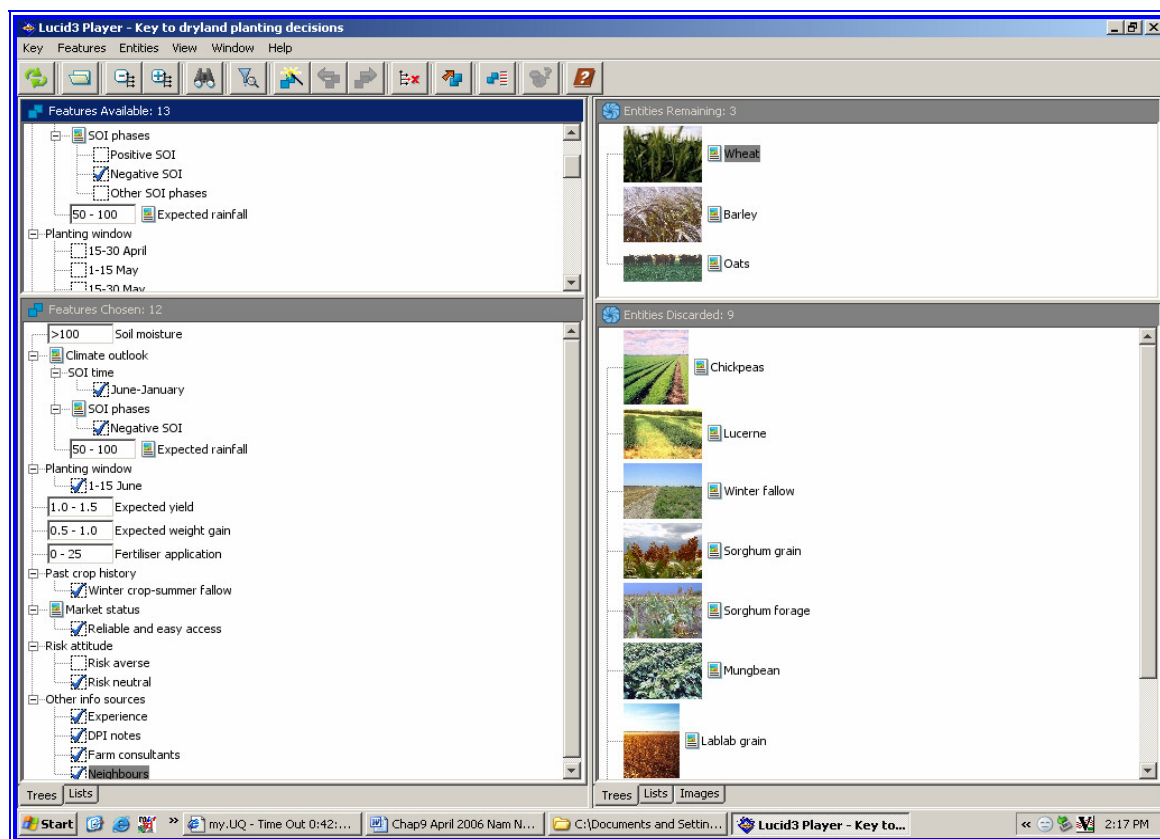 Lucid3 Player - Key to dryland planting decisions
Key Features Entities View Window Help
Features Available: 13
SOI phases
Positive SOI
Negative SOI
Other SOI phases
50 - 100 Expected rainfall
Planting window
15-30 April
1-15 May
15-30 May
Features Chosen: 12
>100 Soil moisture
Climate outlook
SOI time
June-January
SOI phases
Negative SOI
50 - 100 Expected rainfall
Planting window
1-15 June
1.0 - 1.5 Expected yield
0.5 - 1.0 Expected weight gain
0 - 25 Fertiliser application
Past crop history
Winter crop-summer fallow
Market status
Reliable and easy access
Risk attitude
Risk averse
Risk neutral
Other info sources
Experience
DPI notes
Farm consultants
Neighbours
Trees Lists
Entities Remaining: 3
Wheat
Barley
Oats
Entities Discarded: 9
Chickpeas
Lucerne
Winter fallow
Sorghum grain
Sorghum forage
Mungbean
Lablab grain
Trees Lists Images
Start » my.UQ - Time Out 0:42:... Chap9 April 2006 Nam N... C:\Documents and Settin... Lucid3 Player - Key to... « 2:17 PM